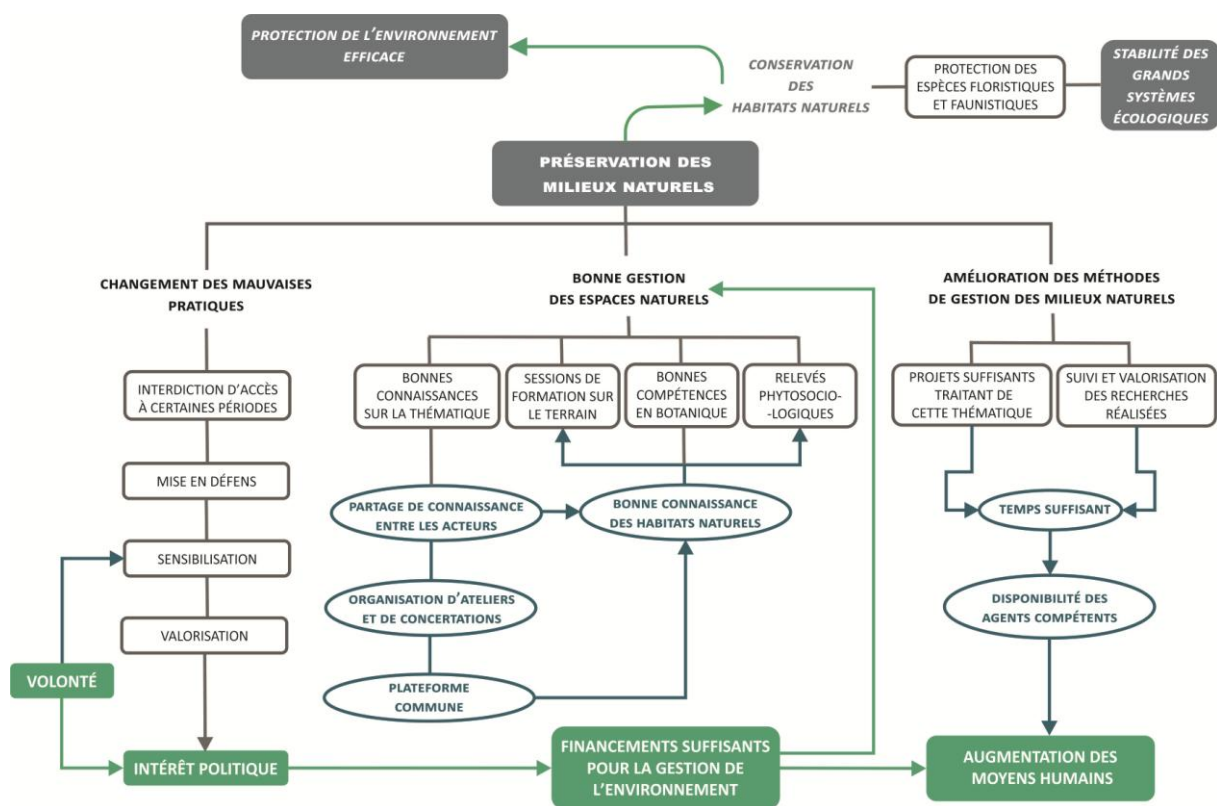 PROTECTION DE L'ENVIRONNEMENT
EFFICACE
CONSERVATION
DES
HABITATS NATURELS
PROTECTION DES
ESPÈCES FLORISTIQUES
ET FAUNISTIQUES
STABILITÉ DES
GRANDS
SYSTÈMES
ÉCOLOGIQUES
PRÉSERVATION DES
MILIEUX NATURELS
CHANGEMENT DES MAUVAISES
PRATIQUES
BONNE GESTION
DES ESPACES NATURELS
AMÉLIORATION DES MÉTHODES
DE GESTION DES MILIEUX NATURELS
INTERDICTION D'ACCÈS
À CERTAINES PÉRIODES
MISE EN DÉFENS
SENSIBILISATION
VALORISATION
BONNES
CONNAISSANCES
SUR LA THÉMATIQUE
SESSIONS DE
FORMATION SUR
LE TERRAIN
BONNES
COMPÉTENCES
EN BOTANIQUE
RELEVÉS
PHYTOSOCIO-
-LOGIQUES
PROJETS SUFFISANTS
TRAITANT DE
CETTE THÉMATIQUE
SUIVI ET VALORISATION
DES RECHERCHES
RÉALISÉES
PARTAGE DE CONNAISSANCE
ENTRE LES ACTEURS
BONNE CONNAISSANCE
DES HABITATS NATURELS
TEMPS SUFFISANT
ORGANISATION D'ATELIERS
ET DE CONCERTATIONS
DISPONIBILITÉ DES
AGENTS COMPÉTENTS
PLATEFORME
COMMUNE
VOLONTÉ
INTÉRÊT POLITIQUE
FINANCEMENTS SUFFISANTS
POUR LA GESTION DE
L'ENVIRONNEMENT
AUGMENTATION DES
MOYENS HUMAINS